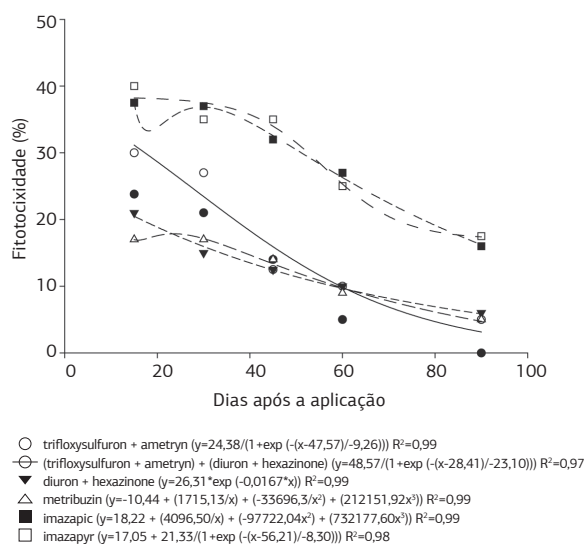 50
40
30
20
10
0
Fitotocixidade (%)
0 20 40 60 80 100
Dias após a aplicação
trifloxysulfuron + ametryn (y=24,38/(1+exp (-(x-47,57)/-9,26))) R²=0,99
(trifloxysulfuron + ametryn) + (diuron + hexazinone) (y=48,57/(1+exp (-(x-28,41)/-23,10))) R²=0,97
diuron + hexazinone (y=26,31*exp (-0,0167*x)) R²=0,99
metribuzin (y=-10,44 + (1715,13/x) + (-33696,3/x²) + (212151,92x³)) R²=0,99
imazapic (y=18,22 + (4096,50/x) + (-97722,04x²) + (732177,60x³)) R²=0,99
imazapyr (y=17,05 + 21,33/(1+exp (-(x-56,21)/-8,30))) R²=0,98